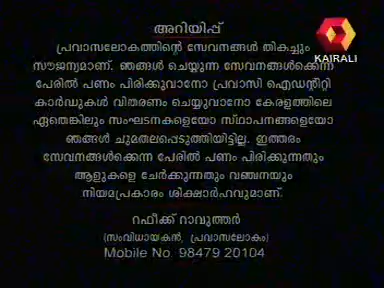 അറിയിപ്പ്
പ്രവാസലോകത്തിന്റെ സേവനങ്ങൾ തികച്ചും
സൗജന്യമാണ്. ഞങ്ങൾ ചെയ്യുന്ന സേവനങ്ങൾക്കെന്ന
പേരിൽ പണം പിരിക്കുവാനോ പ്രവാസി ഐഡന്റിറ്റി
കാർഡുകൾ വിതരണം ചെയ്യുവാനോ കേരളത്തിലെ
ഏതെങ്കിലും സംഘടനകളെയോ സ്ഥാപനങ്ങളെയോ
ഞങ്ങൾ ചുമതലപ്പെടുത്തിയിട്ടില്ല. ഇത്തരം
സേവനങ്ങൾക്കെന്ന പേരിൽ പണം പിരിക്കുന്നതും
ആളുകളെ ചേർക്കുന്നതും വഞ്ചനയും
നിയമപ്രകാരം ശിക്ഷാർഹവുമാണ്.
റഫീക്ക് റാവുത്തർ
(സംവിധായകൻ, പ്രവാസലോകം)
Mobile No. 98479 20104
KAIRALI